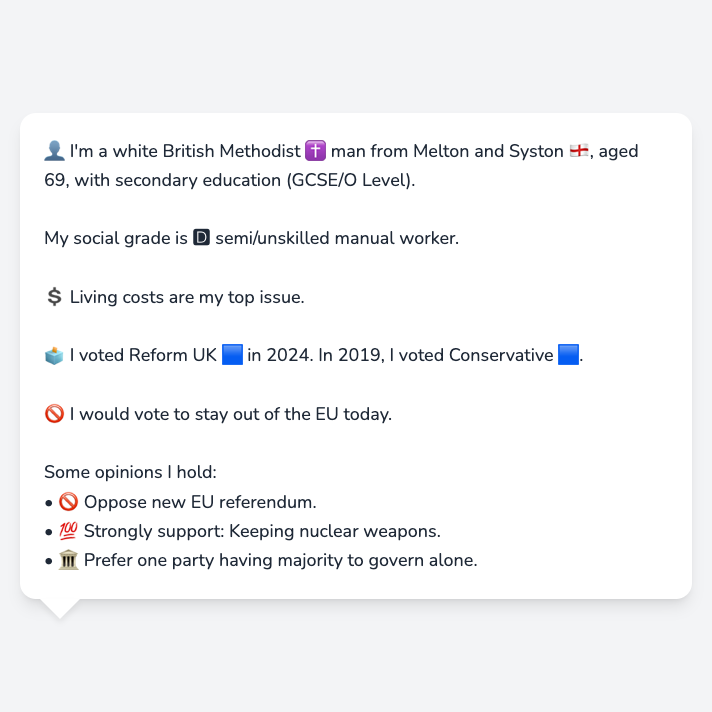 👤 I'm a white British Methodist ✝️ man from Melton and Syston 🏴󠁧󠁢󠁥󠁮󠁧󠁿, aged
69, with secondary education (GCSE/O Level).
My social grade is 🅳 semi/unskilled manual worker.
💲 Living costs are my top issue.
🗳️ I voted Reform UK 🟦 in 2024. In 2019, I voted Conservative 🟦.
🚫 I would vote to stay out of the EU today.
Some opinions I hold:
• 🚫 Oppose new EU referendum.
• 💯 Strongly support: Keeping nuclear weapons.
• 🏛️ Prefer one party having majority to govern alone.